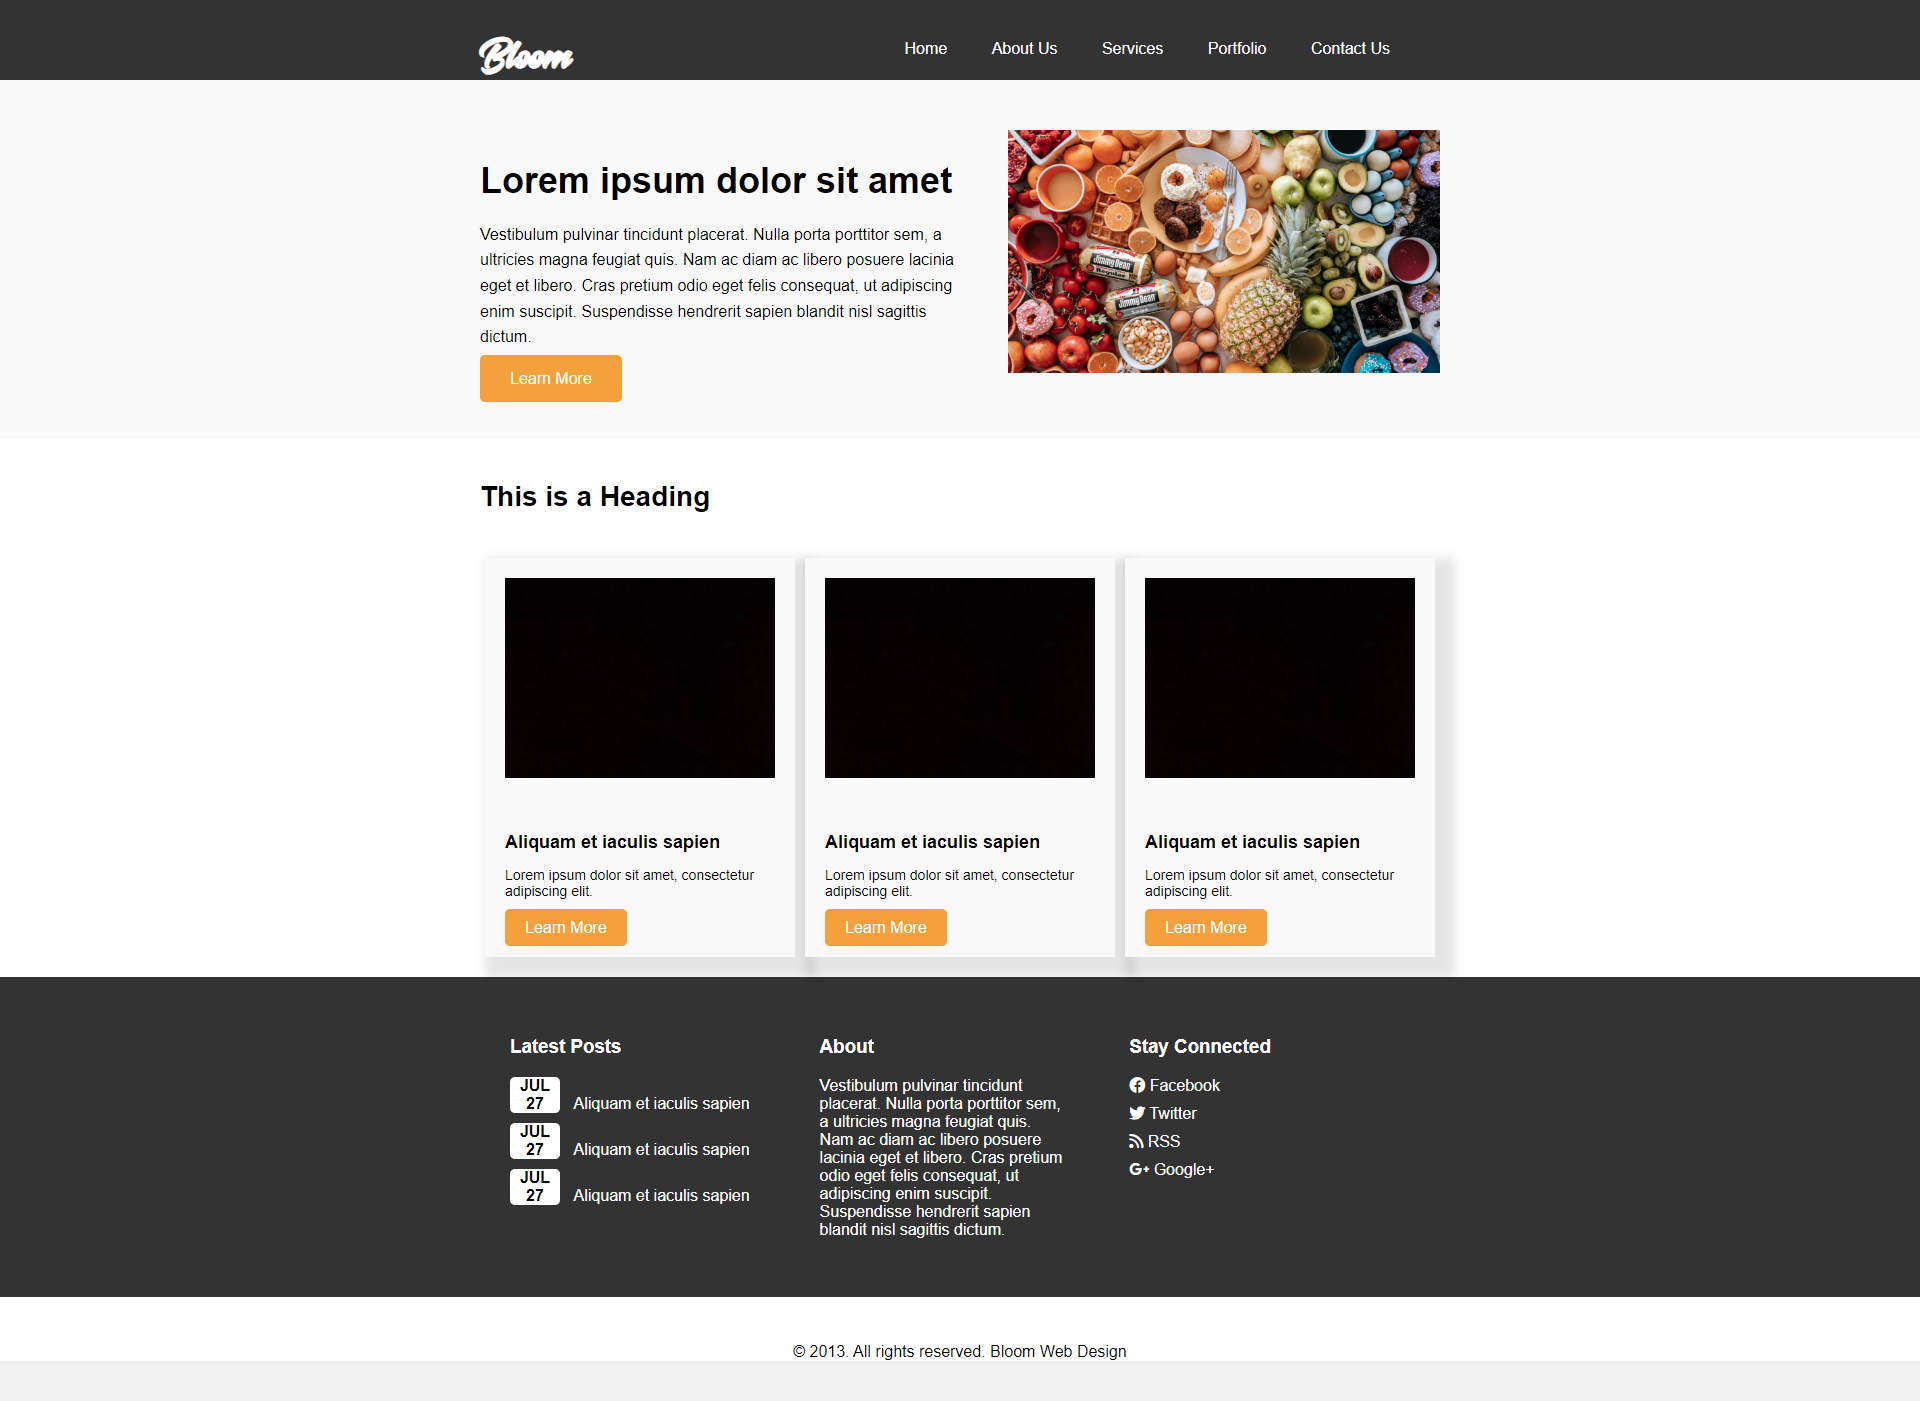 Bloom
Home About Us Services Portfolio Contact Us
Lorem ipsum dolor sit amet
Vestibulum pulvinar tincidunt placerat. Nulla porta porttitor sem, a
ultricies magna feugiat quis. Nam ac diam ac libero posuere lacinia
eget et libero. Cras pretium odio eget felis consequat, ut adipiscing
enim suscipit. Suspendisse hendrerit sapien blandit nisl sagittis
dictum.
Learn More
Jimmy Dean
Regular
Jimmy Dean
This is a Heading
Aliquam et iaculis sapien
Lorem ipsum dolor sit amet, consectetur
adipiscing elit.
Learn More
Aliquam et iaculis sapien
Lorem ipsum dolor sit amet, consectetur
adipiscing elit.
Learn More
Aliquam et iaculis sapien
Lorem ipsum dolor sit amet, consectetur
adipiscing elit.
Learn More
Latest Posts
JUL
27 Aliquam et iaculis sapien
JUL
27 Aliquam et iaculis sapien
JUL
27 Aliquam et iaculis sapien
About
Vestibulum pulvinar tincidunt
placerat. Nulla porta porttitor sem,
a ultricies magna feugiat quis.
Nam ac diam ac libero posuere
lacinia eget et libero. Cras pretium
odio eget felis consequat, ut
adipiscing enim suscipit.
Suspendisse hendrerit sapien
blandit nisl sagittis dictum.
Stay Connected
Facebook
Twitter
RSS
Google+
© 2013. All rights reserved. Bloom Web Design